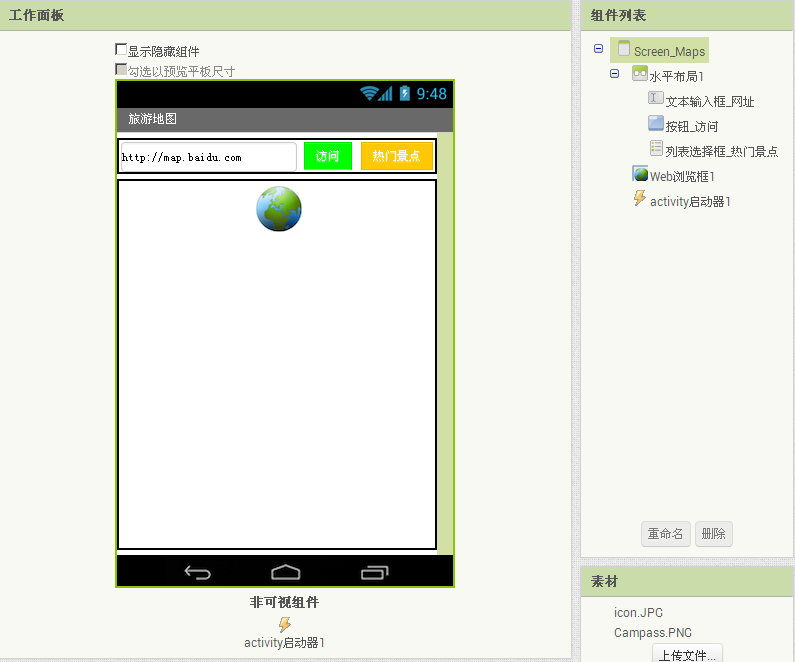 工作面板
显示隐藏组件
勾选以预览平板尺寸
9:48
旅游地图
http://map.baidu.com 访问 热门景点
非可视组件
activity启动器1
组件列表
Screen_Maps
水平布局1
文本输入框_网址
按钮_访问
列表选择框_热门景点
Web浏览框1
activity启动器1
重命名 删除
素材
icon.JPG
Campass.PNG
上传文件...